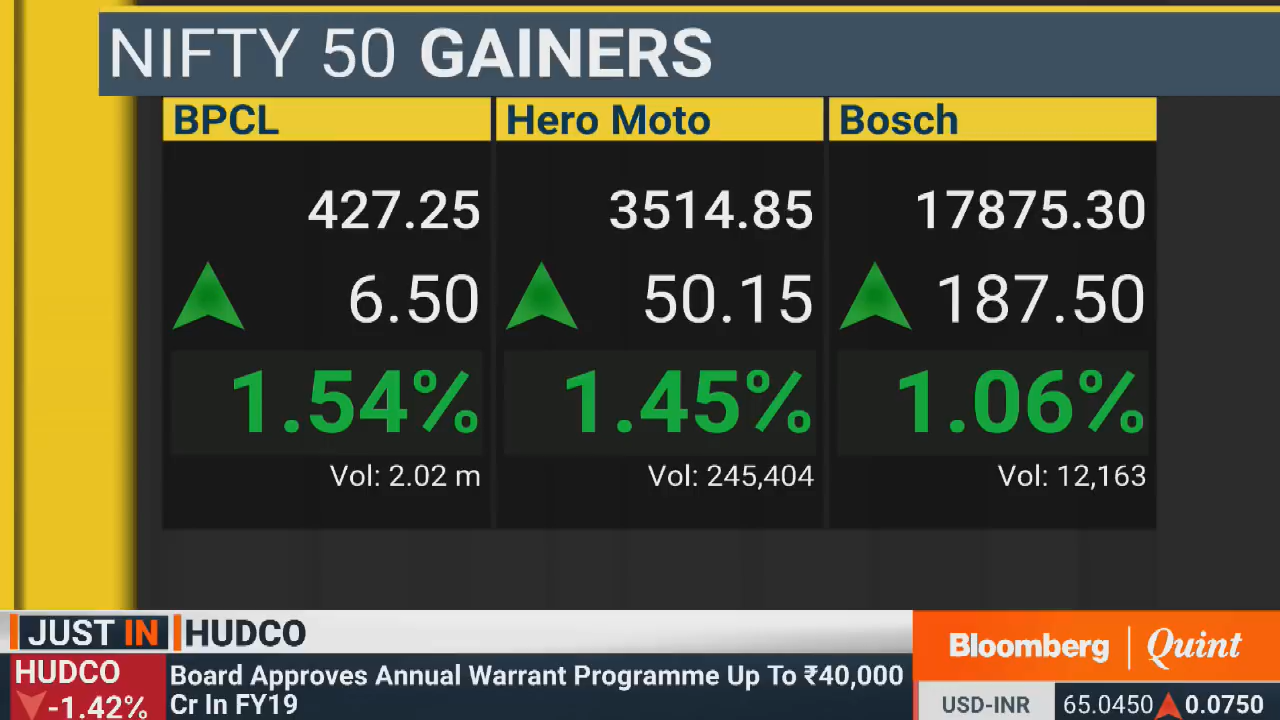 NIFTY 50 GAINERS
BPCL
427.25
6.50
1.54%
Vol: 2.02 m
Hero Moto
3514.85
50.15
1.45%
Vol: 245,404
Bosch
17875.30
187.50
1.06%
Vol: 12,163
JUST IN HUDCO
HUDCO
-1.42%
Board Approves Annual Warrant Programme Up To ₹40,000
Cr In FY19
Bloomberg | Quint
USD-INR 65.0450 0.0750